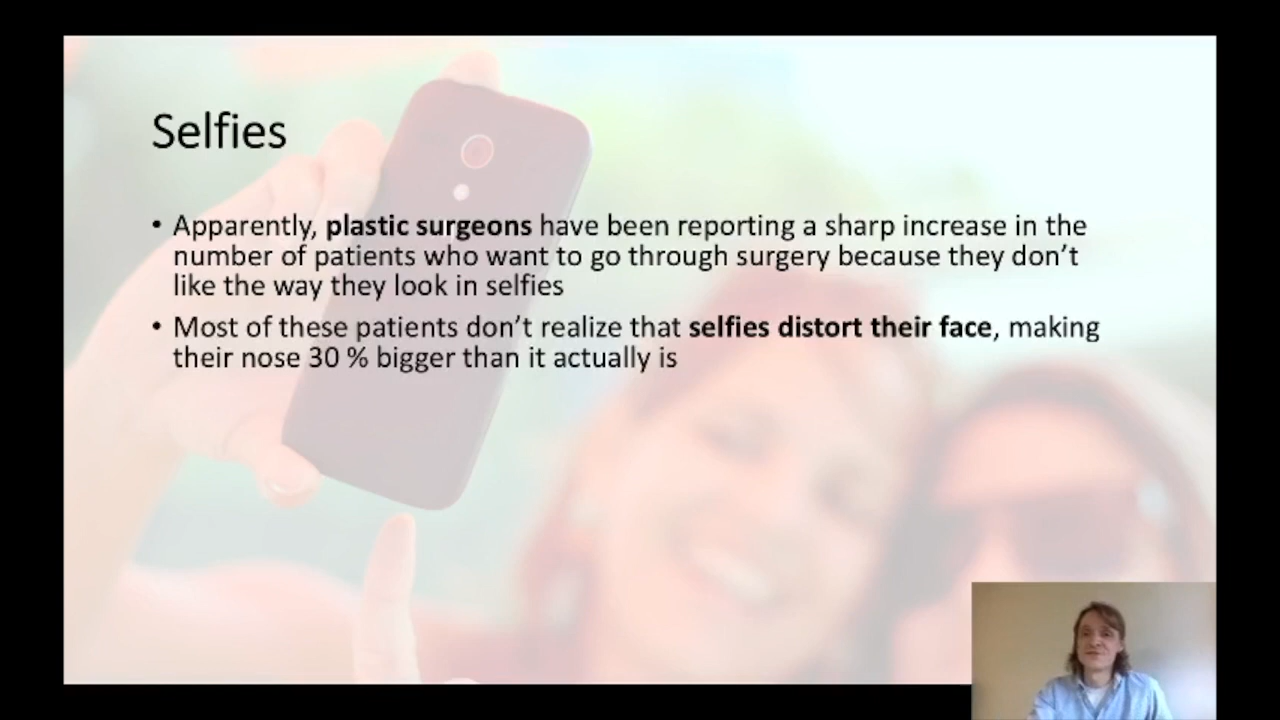 Selfies
• Apparently, plastic surgeons have been reporting a sharp increase in the
number of patients who want to go through surgery because they don’t
like the way they look in selfies
• Most of these patients don’t realize that selfies distort their face, making
their nose 30 % bigger than it actually is